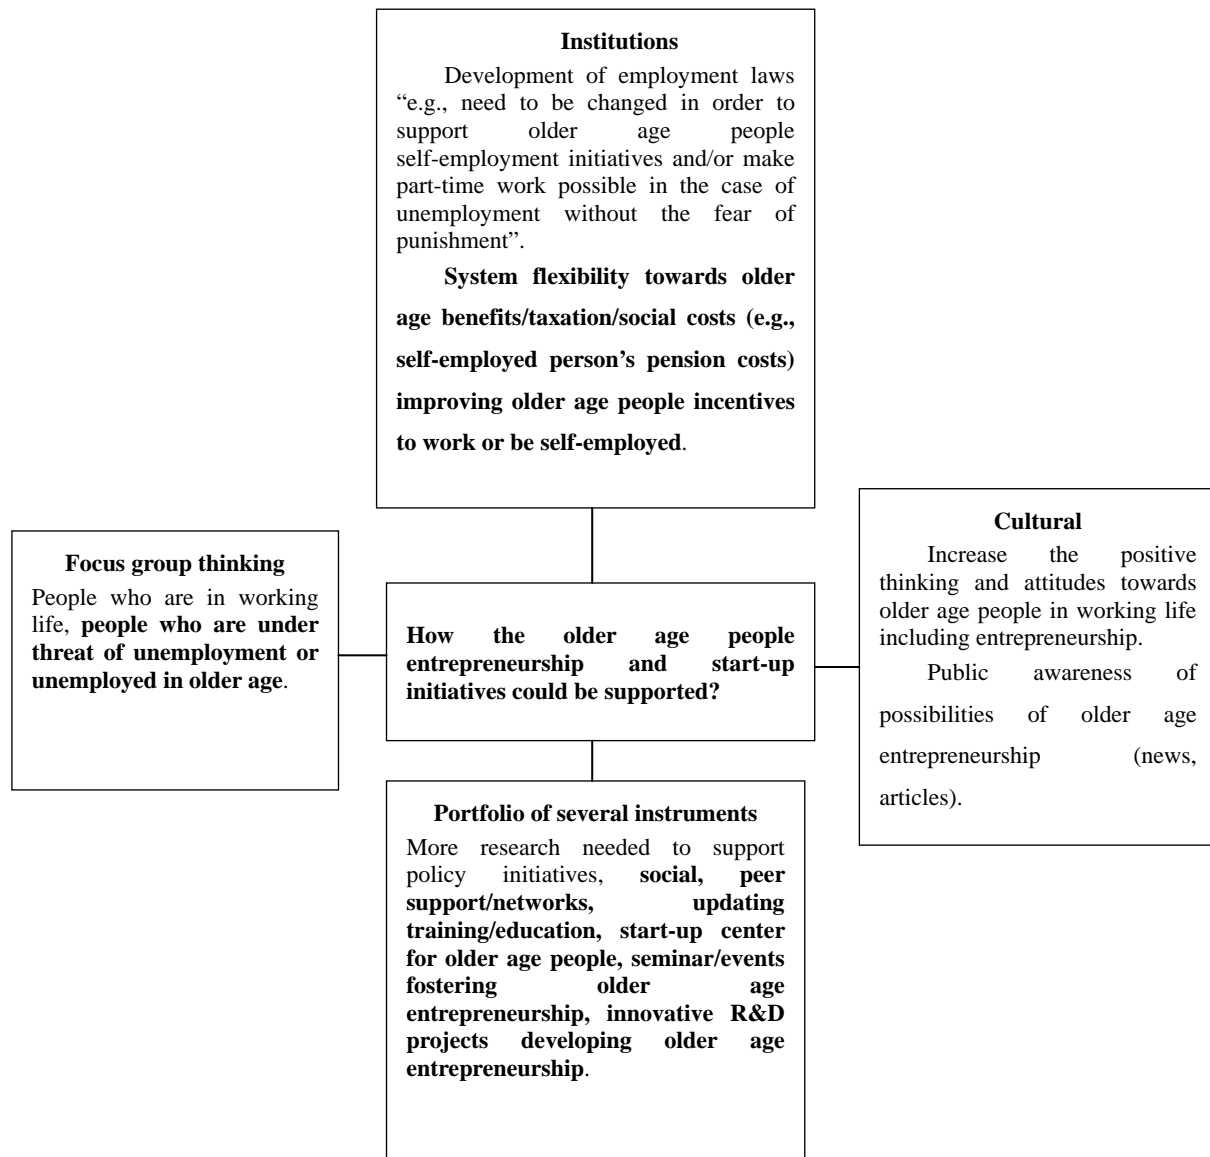 Institutions
Development of employment laws
“e.g., need to be changed in order to
support older age people
self-employment initiatives and/or make
part-time work possible in the case of
unemployment without the fear of
punishment”.
System flexibility towards older
age benefits/taxation/social costs (e.g.,
self-employed person’s pension costs)
improving older age people incentives
to work or be self-employed.
Focus group thinking
People who are in working
life, people who are under
threat of unemployment or
unemployed in older age.
How the older age people
entrepreneurship and start-up
initiatives could be supported?
Cultural
Increase the positive
thinking and attitudes towards
older age people in working life
including entrepreneurship.
Public awareness of
possibilities of older age
entrepreneurship (news,
articles).
Portfolio of several instruments
More research needed to support
policy initiatives, social, peer
support/networks, updating
training/education, start-up center
for older age people, seminar/events
fostering older age
entrepreneurship, innovative R&D
projects developing older age
entrepreneurship.